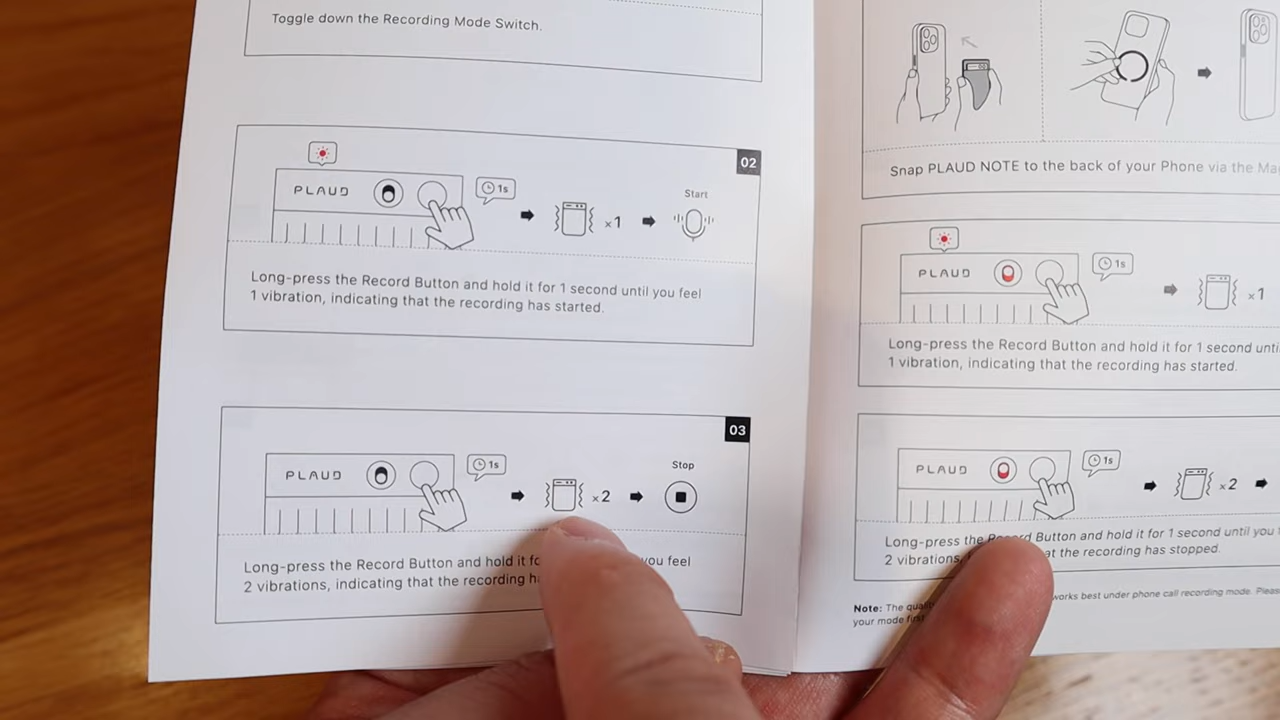 Toggle down the Recording Mode Switch.
02
PLAUD
1s
×1
Start
Long-press the Record Button and hold it for 1 second until you feel
1 vibration, indicating that the recording has started.
03
PLAUD
1s
×2
Stop
Long-press the Record Button and hold it you feel
2 vibrations, indicating that the recording
Snap PLAUD NOTE to the back of your Phone via the
PLAUD
1s
×1
Long-press the Record Button and hold it for 1 second
1 vibration, indicating that the recording has started.
PLAUD
1s
×2
Long-press the Record Button and hold it for 1 second until you
2 vibrations, at the recording has stopped.
Note: The works best under phone call recording mode.
your mode